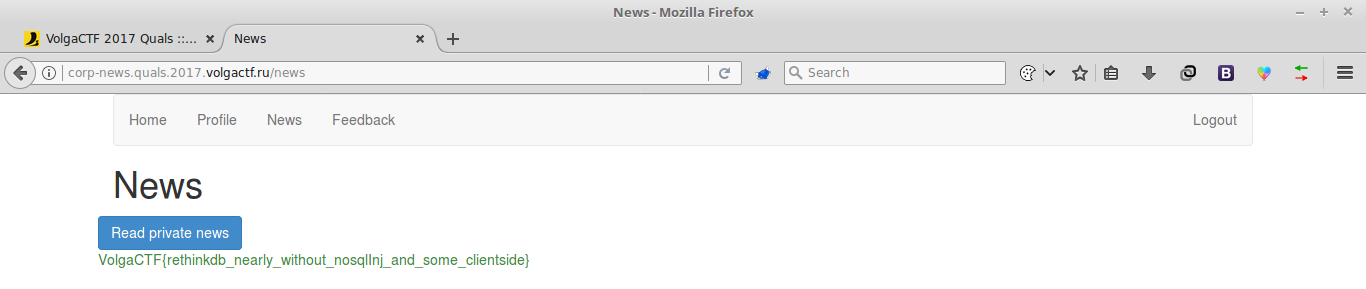 News - Mozilla Firefox
VolgaCTF 2017 Quals ::...
News
corp-news.quals.2017.volgactf.ru/news
Search
B
Home
Profile
News
Feedback
Logout
News
Read private news
VolgaCTF{rethinkdb_nearly_without_nosqlInj_and_some_clientside}